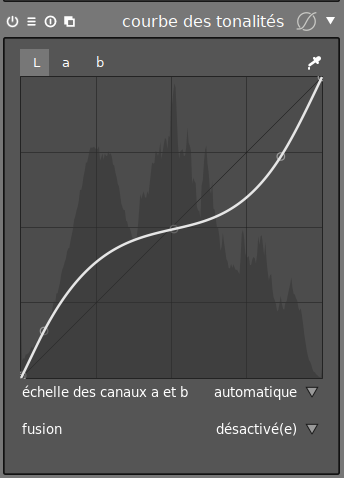 courbe des tonalités
L a b
échelle des canaux a et b automatique
fusion désactivé(e)